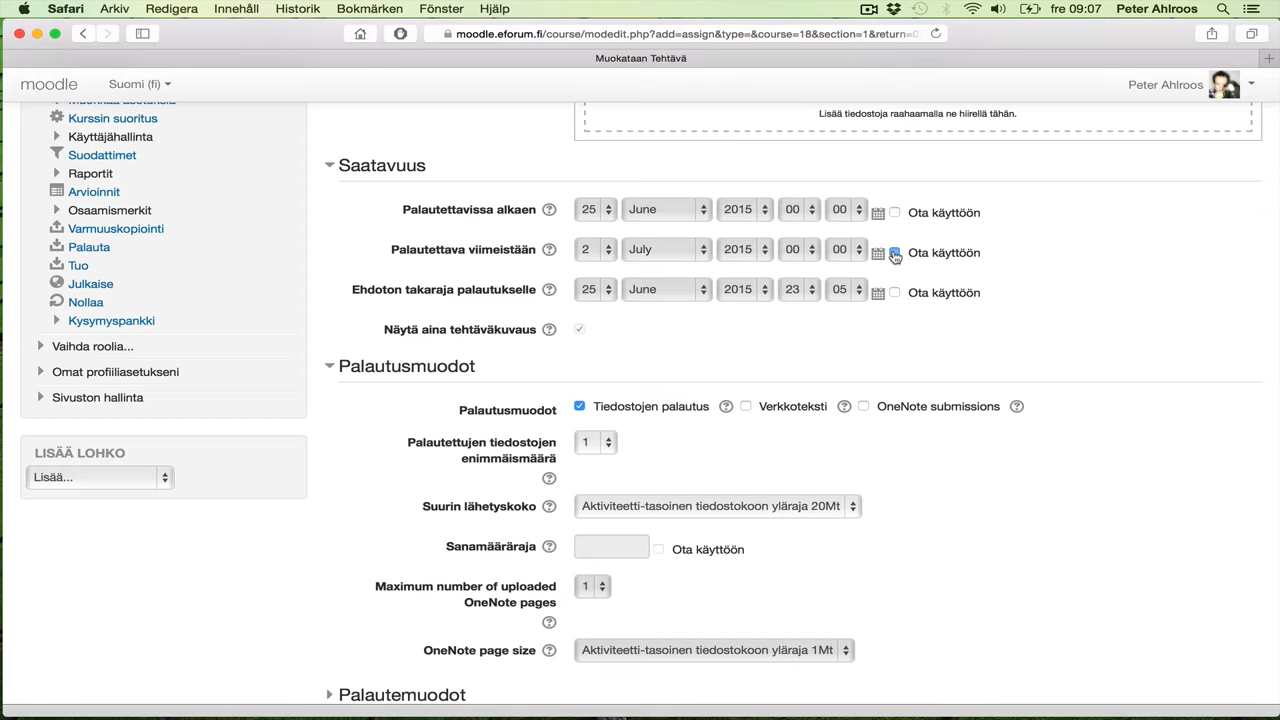 Safari Arkiv Redigera Innehåll Historik Bokmärken Fönster Hjälp fre 09:07 Peter Ahlroos
moodle.eforum.fi/course/modedit.php?add=assign&type=&course=18&section=1&return=0
Muokataan Tehtävä
moodle Suomi (fi) Peter Ahlroos
Muokkaa asetuksia
Kurssin suoritus
Käyttäjähallinta
Suodattimet
Raportit
Arvioinnit
Osaamismerkit
Varmuuskopiointi
Palauta
Tuo
Julkaise
Nollaa
Kysymyspankki
Vaihda roolia...
Omat profiiliasetukseni
Sivuston hallinta
LISÄÄ LOHKO
Lisää...
Lisää tiedostoja raahaamalla ne hiirellä tähän.
Saatavuus
Palautettavissa alkaen 25 June 2015 00 00 Ota käyttöön
Palautettava viimeistään 2 July 2015 00 00 Ota käyttöön
Ehdoton takaraja palautukselle 25 June 2015 23 05 Ota käyttöön
Näytä aina tehtäväkuvaus
Palautusmuodot
Palautusmuodot Tiedostojen palautus Verkkoteksti OneNote submissions
Palautettujen tiedostojen 1
enimmäismäärä
Suurin lähetyskoko Aktiviteetti-tasoinen tiedostokoon yläraja 20Mt
Sanamääräraja Ota käyttöön
Maximum number of uploaded 1
OneNote pages
OneNote page size Aktiviteetti-tasoinen tiedostokoon yläraja 1Mt
Palautemuodot